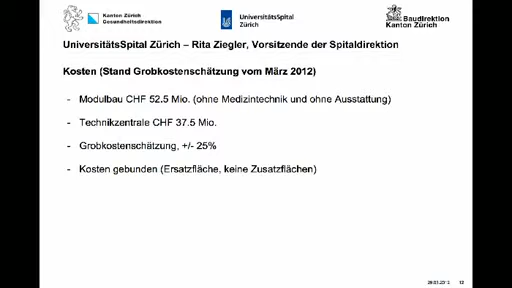 Kanton Zürich
Gesundheitsdirektion
UniversitätsSpital
Zürich
Baudirektion
Kanton Zürich
UniversitätsSpital Zürich – Rita Ziegler, Vorsitzende der Spitaldirektion
Kosten (Stand Grobkostenschätzung vom März 2012)
- Modulbau CHF 52.5 Mio. (ohne Medizintechnik und ohne Ausstattung)
- Technikzentrale CHF 37.5 Mio.
- Grobkostenschätzung, +/- 25%
- Kosten gebunden (Ersatzfläche, keine Zusatzflächen)
12